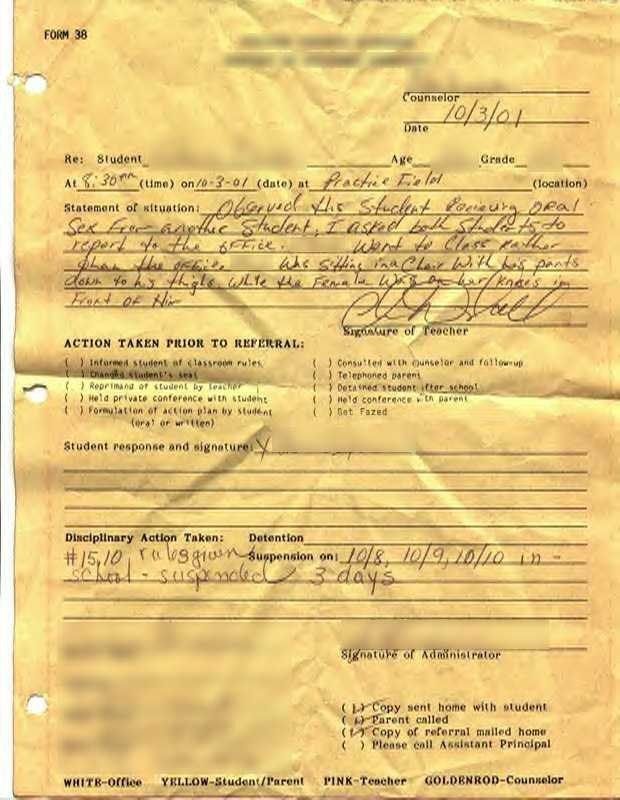 FORM 38
Counselor
10/3/01
Date
Re: Student Age Grade
At 8:30 (time) on 10-3-01 (date) at Practice Field (location)
Statement of situation: Observed this Student Receiving oral
Sex From another Student. I asked both Students to
report to the office. Went to Class Rather
than the office. Was Sitting in a Chair With his pants
down to his thighs While the Female Was on her knees in
Front of Him
Signature of Teacher
ACTION TAKEN PRIOR TO REFERRAL:
( ) Informed student of classroom rules ( ) Consulted with counselor and follow-up
( ) Changed student's seat ( ) Telephoned parent
( ) Reprimand of student by teacher ( ) Detained student after school
( ) Held private conference with student ( ) Held conference with parent
( ) Formulation of action plan by student ( ) Got Fazed
(oral or written)
Student response and signature:
Disciplinary Action Taken: Detention
#15,10 rules given Suspension on: 10/8, 10/9, 10/10 in-
school - suspended 3 days
Signature of Administrator
Copy sent home with student
Parent called
Copy of referral mailed home
( ) Please call Assistant Principal
WHITE-Office YELLOW-Student/Parent PINK-Teacher GOLDENROD-Counselor